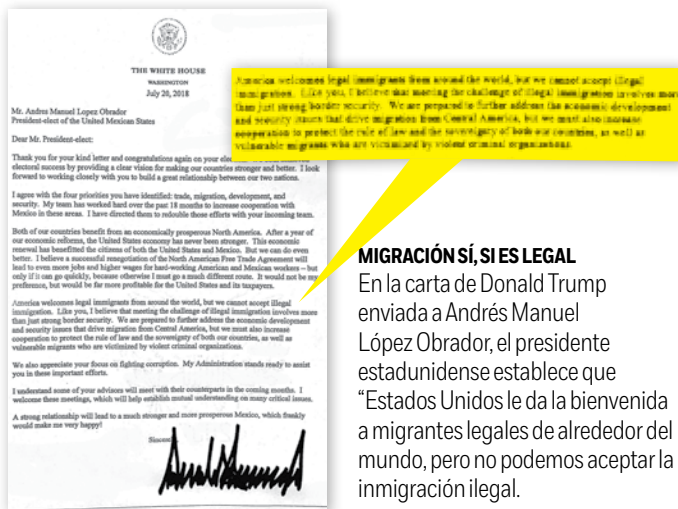 THE WHITE HOUSE
WASHINGTON
July 20, 2018
Mr. Andres Manuel Lopez Obrador
President-elect of the United Mexican States
Dear Mr. President-elect:
Thank you for your kind letter and congratulations again on your
electoral success by providing a clear vision for making our countries stronger and better. I look
forward to working closely with you to build a great relationship between our two nations.
I agree with the four priorities you have identified: trade, migration, development, and
security. My team has worked hard over the past 18 months to increase cooperation with
Mexico in these areas. I have directed them to redouble those efforts with your incoming team.
Both of our countries benefit from an economically prosperous North America. After a year of
our economic reforms, the United States economy has never been stronger. This economic
renewal has benefitted the citizens of both the United States and Mexico. But we can do even
better. I believe a successful renegotiation of the North American Free Trade Agreement will
lead to even more jobs and higher wages for hard-working American and Mexican workers – but
only if it can go quickly, because otherwise I must go a much different route. It would not be my
preference, but would be far more profitable for the United States and its taxpayers.
America welcomes legal immigrants from around the world, but we cannot accept illegal
immigration. Like you, I believe that meeting the challenge of illegal immigration involves more
than just strong border security. We are prepared to further address the economic development
and security issues that drive migration from Central America, but we must also increase
cooperation to protect the rule of law and the sovereignty of both our countries, as well as
vulnerable migrants who are victimized by violent criminal organizations.
We also appreciate your focus on fighting corruption. My Administration stands ready to assist
you in these important efforts.
I understand some of your advisors will meet with their counterparts in the coming months. I
welcome these meetings, which will help establish mutual understanding on many critical issues.
A strong relationship will lead to a much stronger and more prosperous Mexico, which frankly
would make me very happy!
America welcomes legal immigrants from around the world, but we cannot accept illegal
immigration. Like you, I believe that meeting the challenge of illegal immigration involves more
than just strong border security. We are prepared to further address the economic development
and security issues that drive migration from Central America, but we must also increase
cooperation to protect the rule of law and the sovereignty of both our countries, as well as
vulnerable migrants who are victimized by violent criminal organizations.
MIGRACIÓN SÍ, SI ES LEGAL
En la carta de Donald Trump
enviada a Andrés Manuel
López Obrador, el presidente
estadunidense establece que
“Estados Unidos le da la bienvenida
a migrantes legales de alrededor del
mundo, pero no podemos aceptar la
inmigración ilegal.